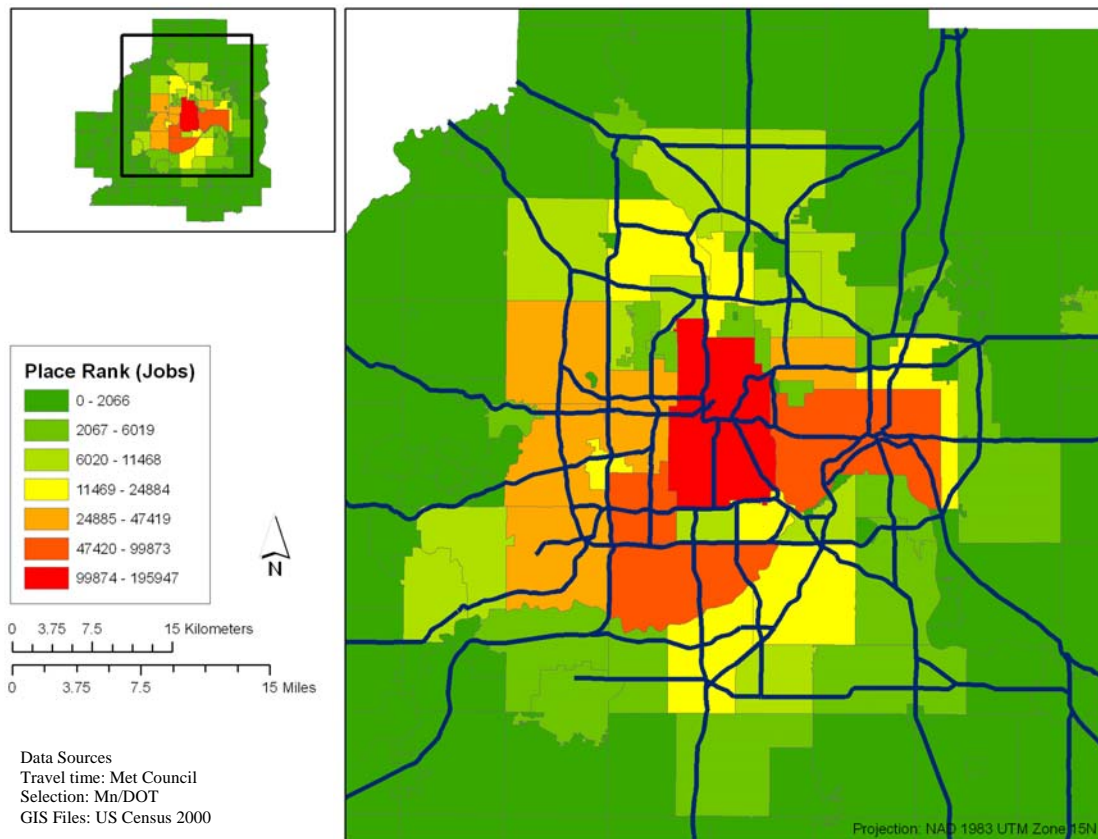 Place Rank (Jobs)
0 - 2066
2067 - 6019
6020 - 11468
11469 - 24884
24885 - 47419
47420 - 99873
99874 - 195947
N
0 3.75 7.5 15 Kilometers
0 3.75 7.5 15 Miles
Data Sources
Travel time: Met Council
Selection: Mn/DOT
GIS Files: US Census 2000
Projection: NAD 1983 UTM Zone 15N